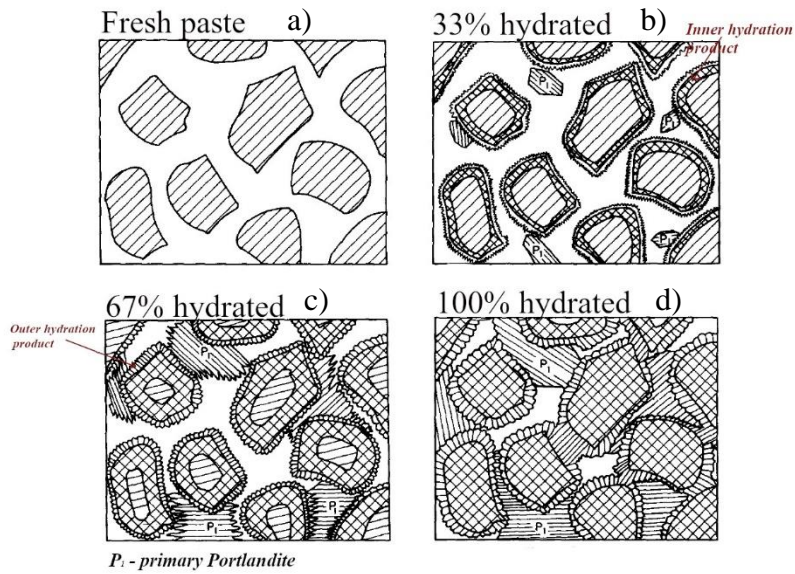 Fresh paste a)
33% hydrated b)
Inner hydration
product
P₁
P₁
P₁
P₁
67% hydrated c)
100% hydrated d)
Outer hydration
product
P₁
P₁
P₁
P₁
P₁
P₁ - primary Portlandite